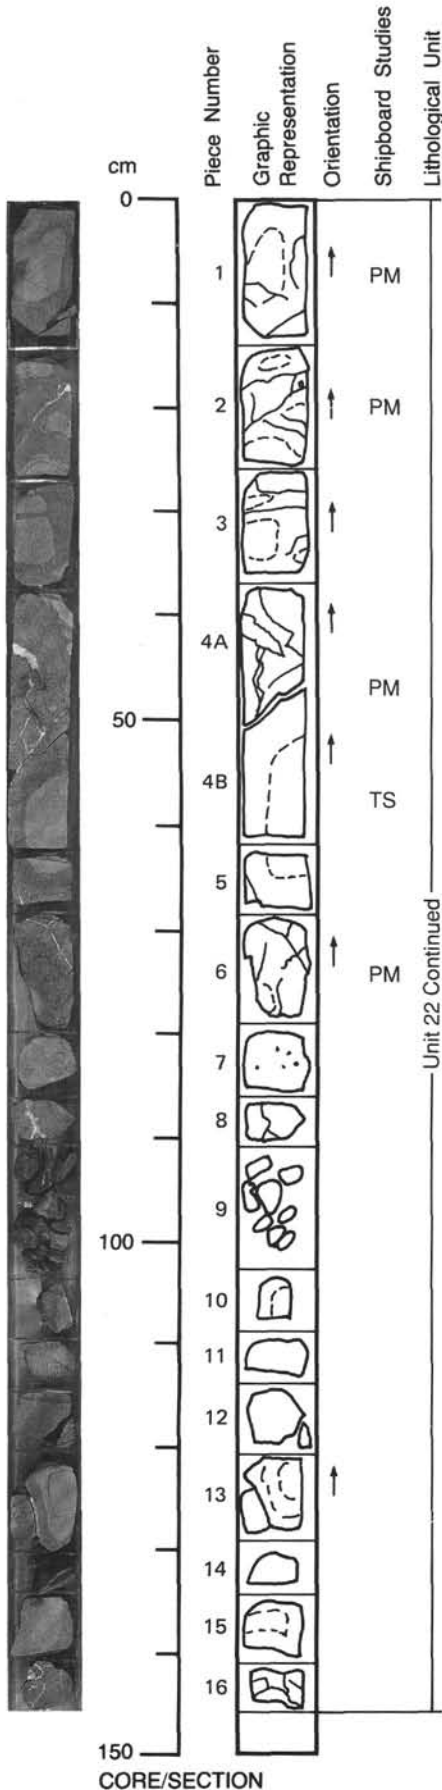 cm
Piece Number
Graphic
Representation
Orientation
Shipboard Studies
Lithological Unit
0
1
PM
2
PM
3
4A
PM
50
4B
TS
5
6
PM
Unit 22 Continued
7
8
9
100
10
11
12
13
14
15
16
150
CORE/SECTION